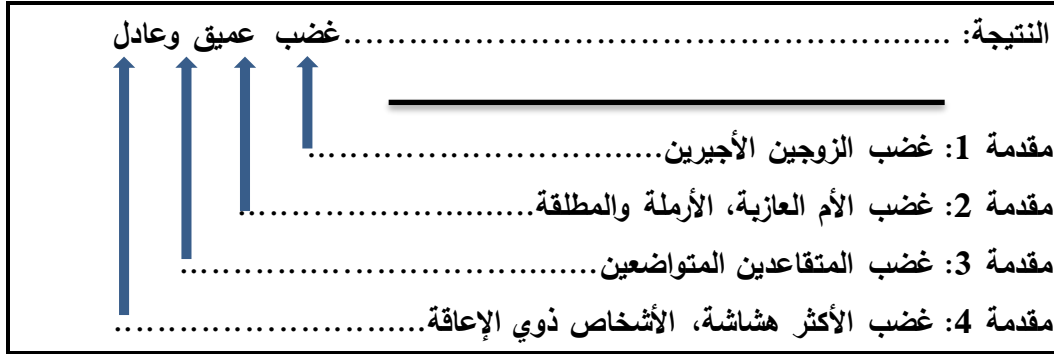 النتيجة: ............................................................غضب عميق وعادل
مقدمة 1: غضب الزوجين الأجيرين...................................
مقدمة 2: غضب الأم العازبة، الأرملة والمطلقة.............................
مقدمة 3: غضب المتقاعدين المتواضعين.........................................
مقدمة 4: غضب الأكثر هشاشة، الأشخاص ذوي الإعاقة..............................